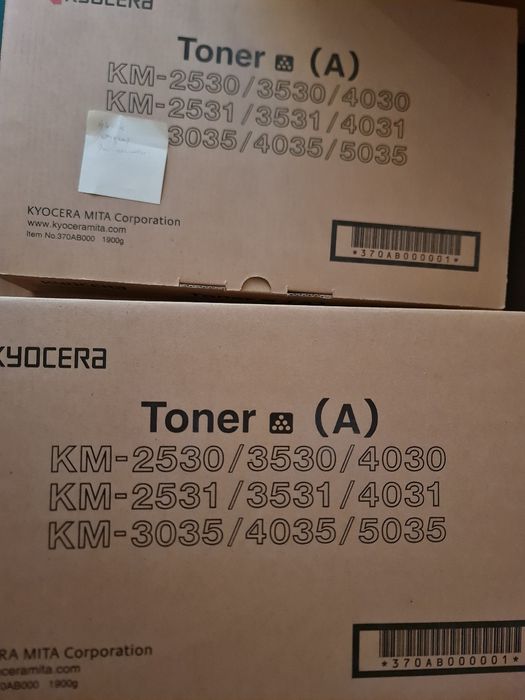 KYOCERA
Toner (A)
KM-2530/3530/4030
KM-2531/3531/4031
3035/4035/5035
KYOCERA MITA Corporation
www.kyoceramita.com
Item No.370AB000 1900g
*370AB000001*
KYOCERA
Toner (A)
KM-2530/3530/4030
KM-2531/3531/4031
KM-3035/4035/5035
RA MITA Corporation
oceramita.com
0AB000 1900g
*370AB000001*